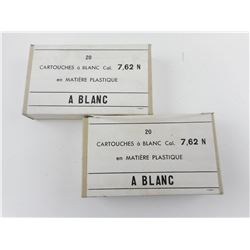 20
CARTOUCHES à BLANC Cal. 7,62 N
en MATIÈRE PLASTIQUE
A BLANC
20
CARTOUCHES à BLANC Cal. 7,62 N
en MATIÈRE PLASTIQUE
A BLANC